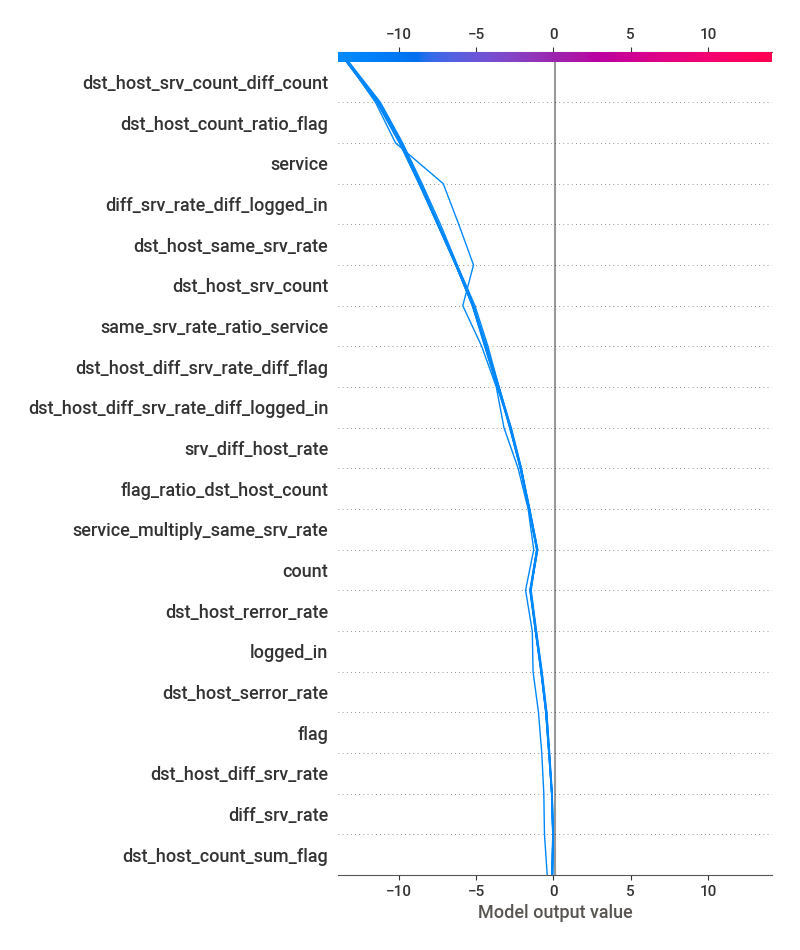 −10 −5 0 5 10
dst_host_srv_count_diff_count
dst_host_count_ratio_flag
service
diff_srv_rate_diff_logged_in
dst_host_same_srv_rate
dst_host_srv_count
same_srv_rate_ratio_service
dst_host_diff_srv_rate_diff_flag
dst_host_diff_srv_rate_diff_logged_in
srv_diff_host_rate
flag_ratio_dst_host_count
service_multiply_same_srv_rate
count
dst_host_rerror_rate
logged_in
dst_host_serror_rate
flag
dst_host_diff_srv_rate
diff_srv_rate
dst_host_count_sum_flag
−10 −5 0 5 10
Model output value